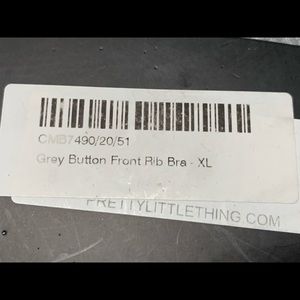 CMB7490/20/51
Grey Button Front Rib Bra - XL
PRETTYLITTLETHING.COM